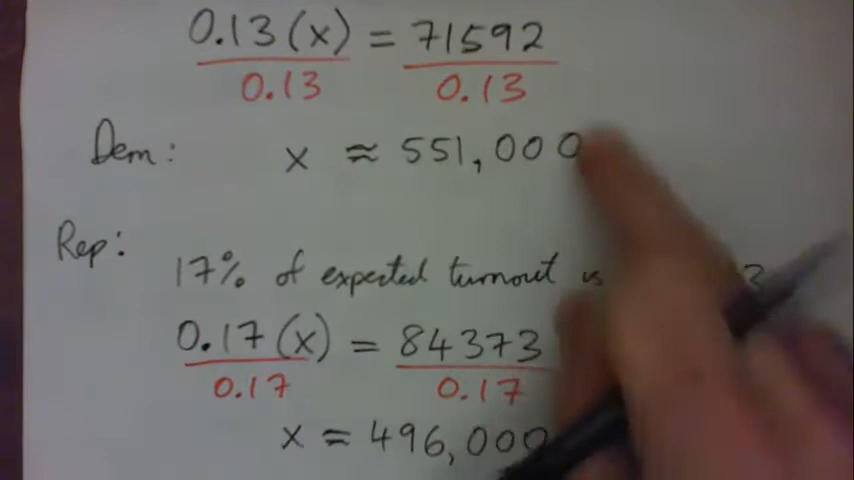 0.13(x) = 71592
0.13 0.13
Dem: x ≈ 551,000
Rep:
17% of expected turnout is 3
0.17(x) = 84373
0.17 0.17
x ≈ 496,000